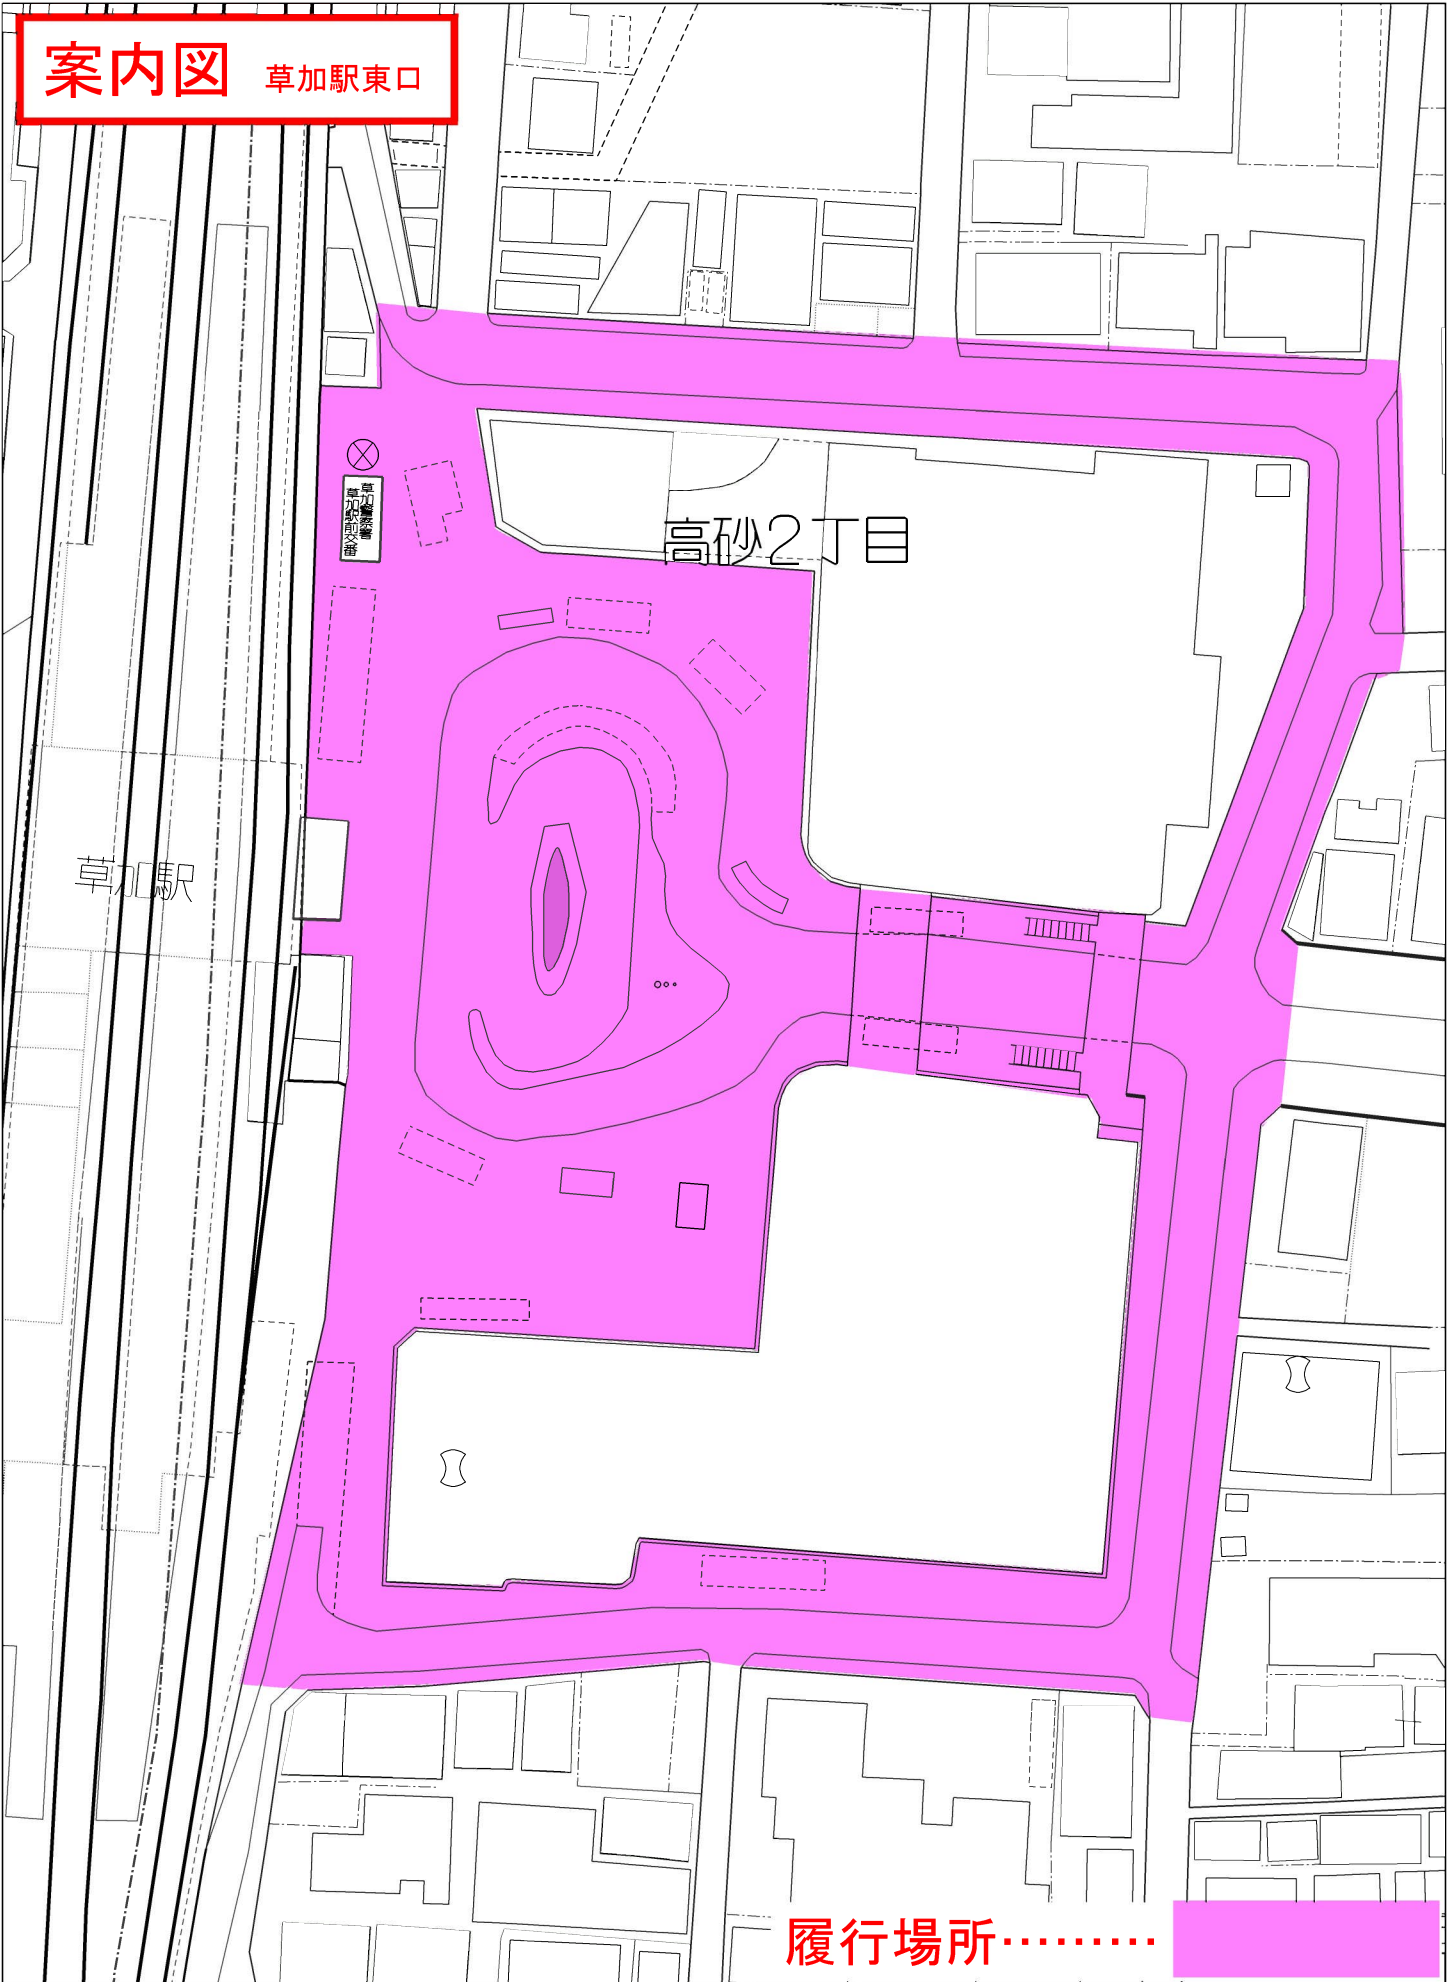 案内図 草加駅東口
草加警察署
草加駅前交番
高砂2丁目
草加駅
履行場所………